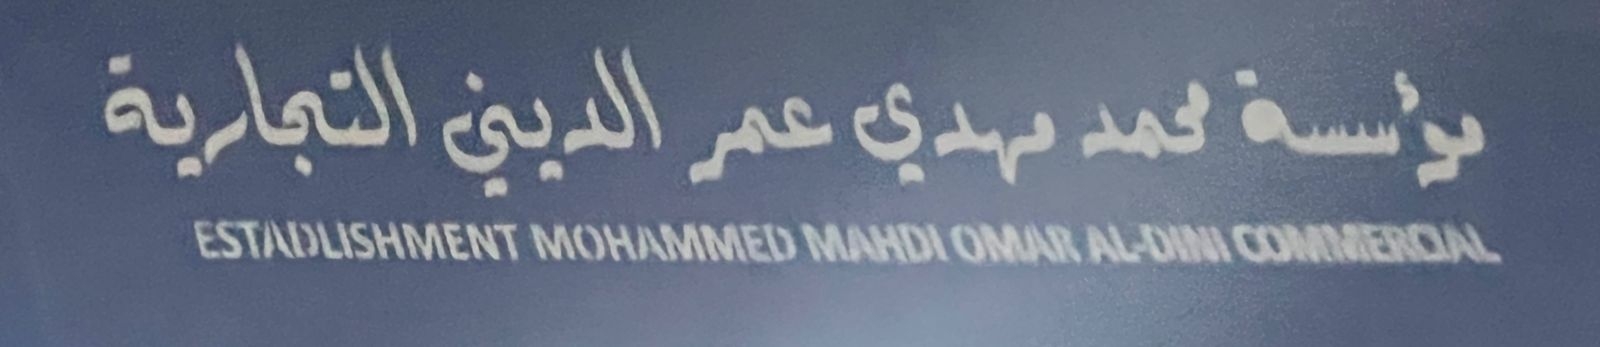 مؤسسة محمد مهدي عمر الديني التجارية
ESTABLISHMENT MOHAMMED MAHDI OMAR AL-DINI COMMERCIAL